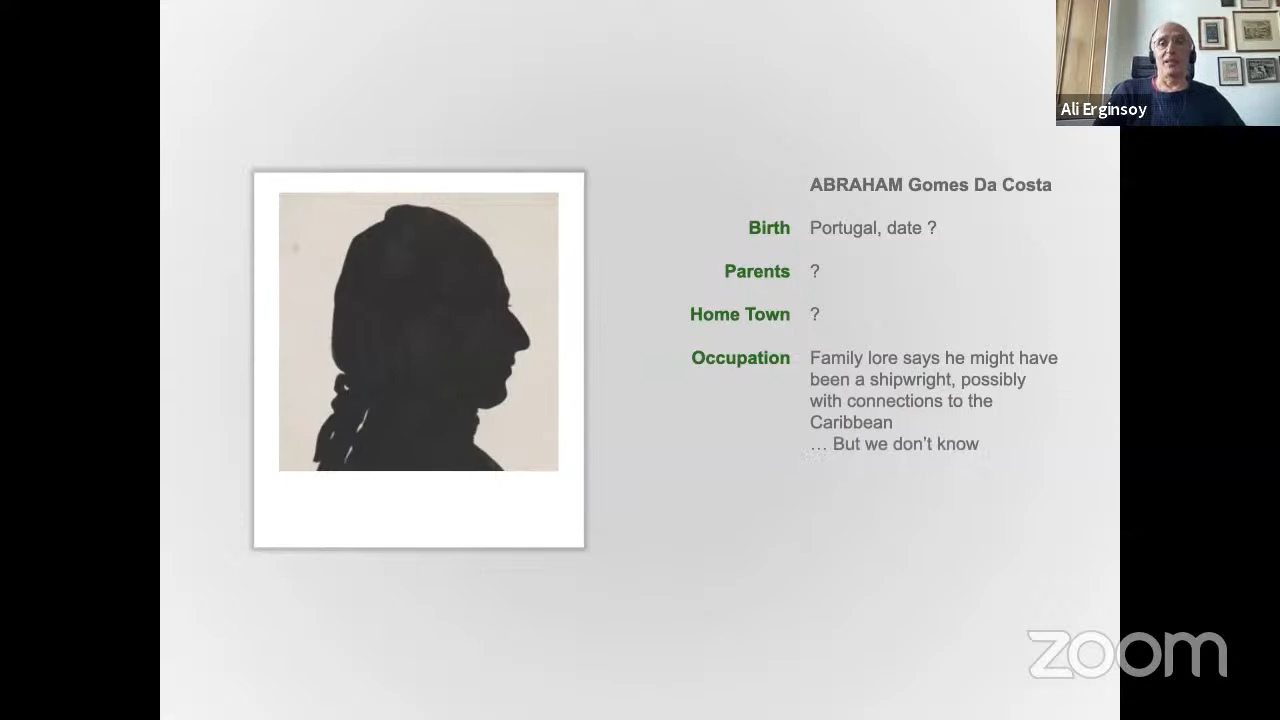 Ali Erginsoy
ABRAHAM Gomes Da Costa
Birth Portugal, date ?
Parents ?
Home Town ?
Occupation Family lore says he might have
been a shipwright, possibly
with connections to the
Caribbean
… But we don’t know
zoom